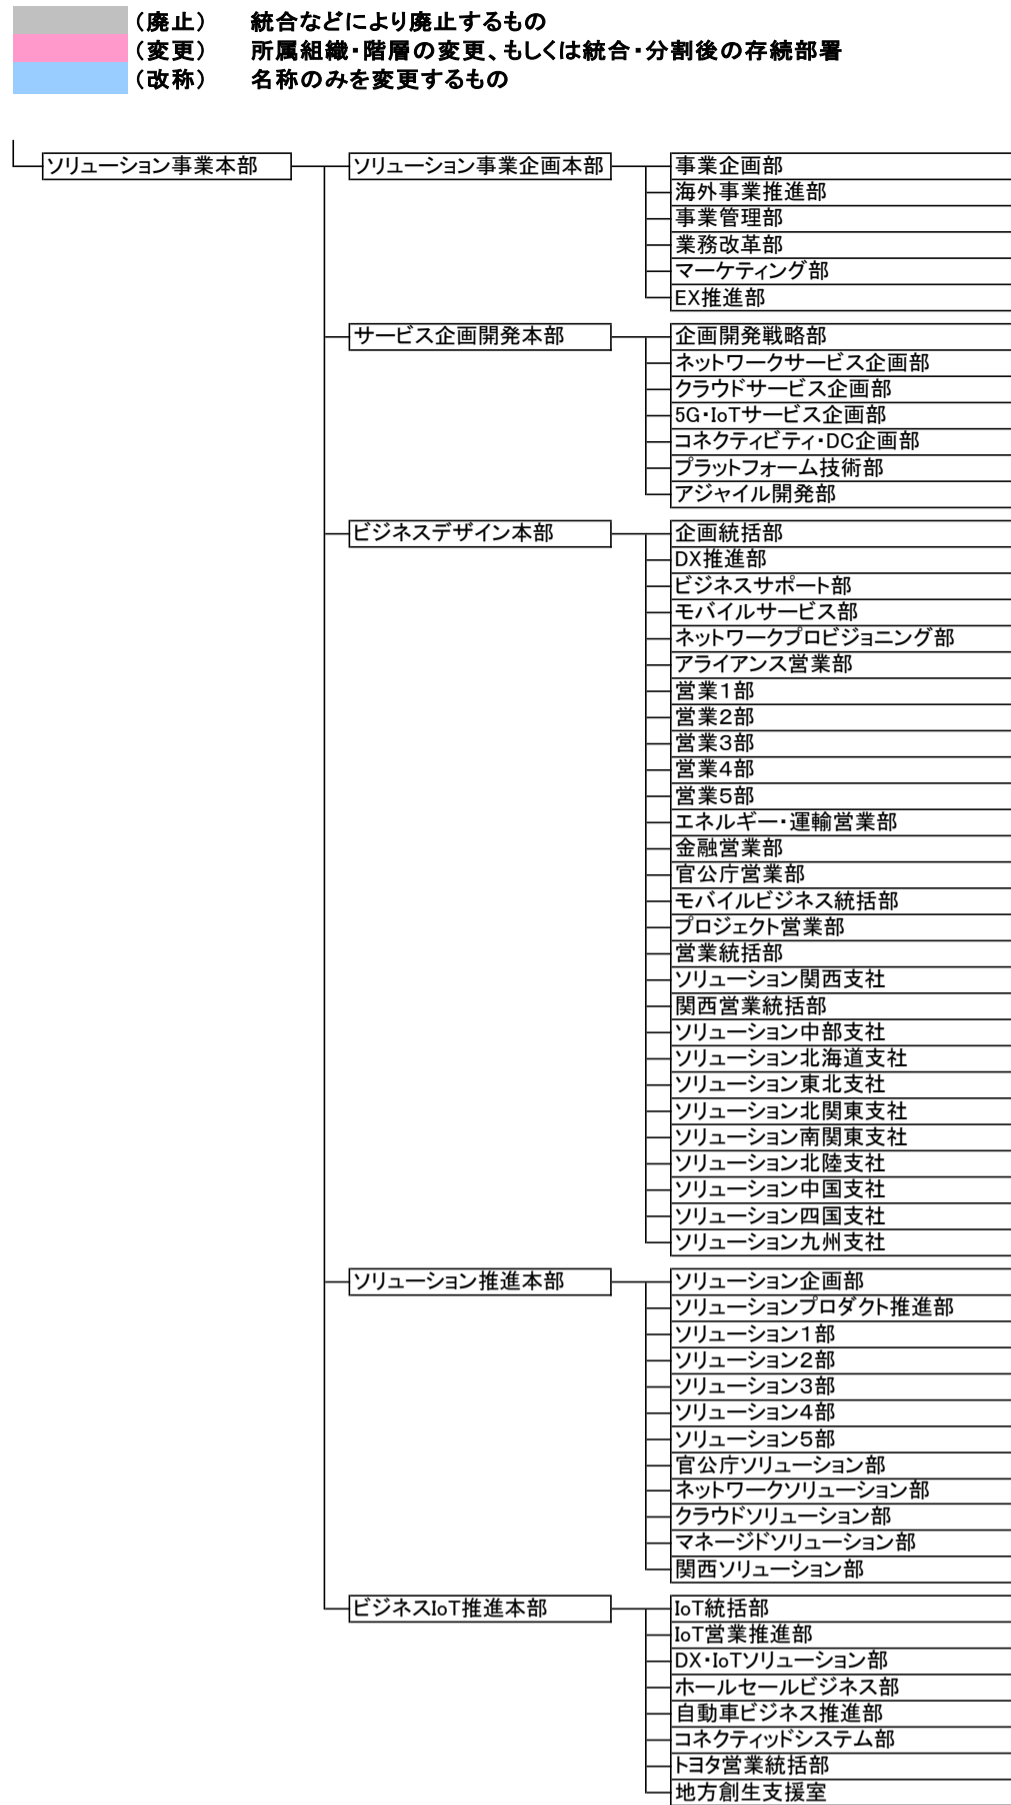 （廃止） 統合などにより廃止するもの
（変更） 所属組織・階層の変更、もしくは統合・分割後の存続部署
（改称） 名称のみを変更するもの
ソリューション事業本部 ソリューション事業企画本部 事業企画部
海外事業推進部
事業管理部
業務改革部
マーケティング部
EX推進部
サービス企画開発本部 企画開発戦略部
ネットワークサービス企画部
クラウドサービス企画部
5G・IoTサービス企画部
コネクティビティ・DC企画部
プラットフォーム技術部
アジャイル開発部
ビジネスデザイン本部 企画統括部
DX推進部
ビジネスサポート部
モバイルサービス部
ネットワークプロビジョニング部
アライアンス営業部
営業1部
営業2部
営業3部
営業4部
営業5部
エネルギー・運輸営業部
金融営業部
官公庁営業部
モバイルビジネス統括部
プロジェクト営業部
営業統括部
ソリューション関西支社
関西営業統括部
ソリューション中部支社
ソリューション北海道支社
ソリューション東北支社
ソリューション北関東支社
ソリューション南関東支社
ソリューション北陸支社
ソリューション中国支社
ソリューション四国支社
ソリューション九州支社
ソリューション推進本部 ソリューション企画部
ソリューションプロダクト推進部
ソリューション1部
ソリューション2部
ソリューション3部
ソリューション4部
ソリューション5部
官公庁ソリューション部
ネットワークソリューション部
クラウドソリューション部
マネージドソリューション部
関西ソリューション部
ビジネスIoT推進本部 IoT統括部
IoT営業推進部
DX・IoTソリューション部
ホールセールビジネス部
自動車ビジネス推進部
コネクティッドシステム部
トヨタ営業統括部
地方創生支援室